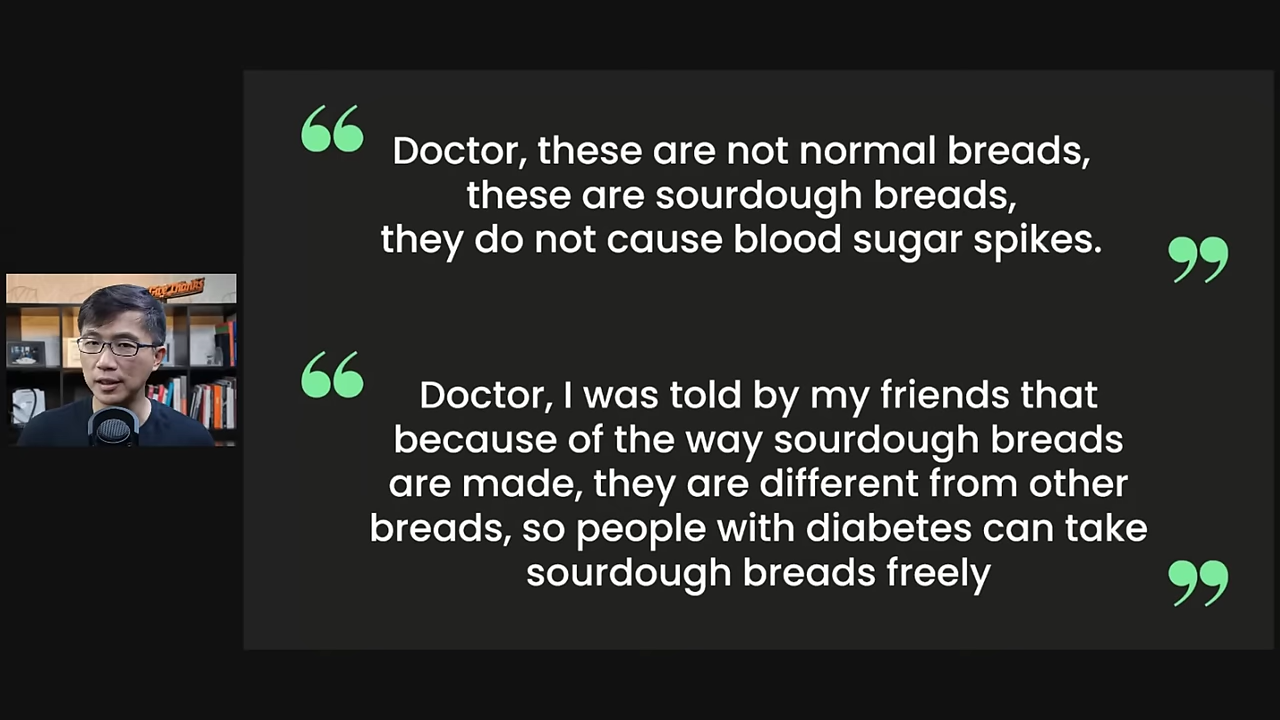 “ Doctor, these are not normal breads,
these are sourdough breads,
they do not cause blood sugar spikes. ”
“ Doctor, I was told by my friends that
because of the way sourdough breads
are made, they are different from other
breads, so people with diabetes can take
sourdough breads freely ”